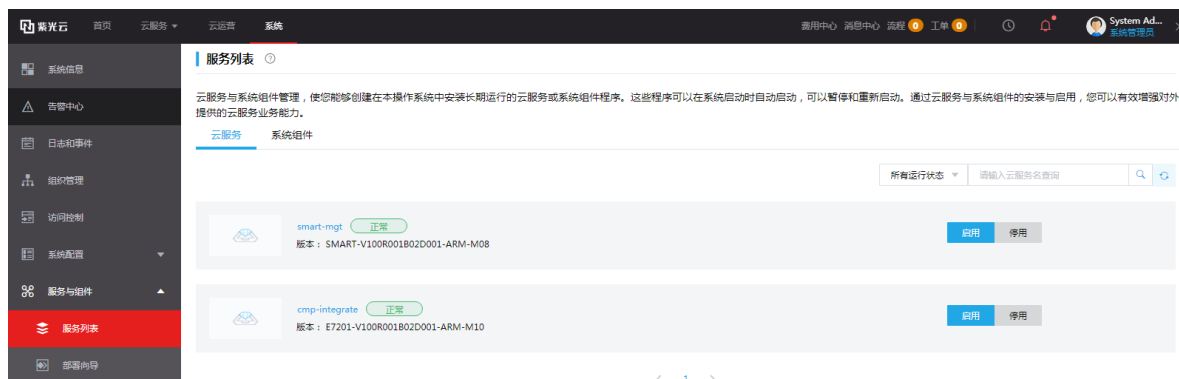 紫光云 首页 云服务 云运营 系统 费用中心 消息中心 流程 0 工单 0 System Ad...
系统管理员
系统信息
告警中心
日志和事件
组织管理
访问控制
系统配置
服务与组件
服务列表
部署向导
服务列表
云服务与系统组件管理，使您能够创建在本操作系统中安装长期运行的云服务或系统组件程序。这些程序可以在系统启动时自动启动，可以暂停和重新启动。通过云服务与系统组件的安装与启用，您可以有效增强对外
提供的云服务业务能力。
云服务 系统组件
所有运行状态 请输入云服务名查询
smart-mgt 正常
版本： SMART-V100R001B02D001-ARM-M08
启用 停用
cmp-integrate 正常
版本： E7201-V100R001B02D001-ARM-M10
启用 停用
1